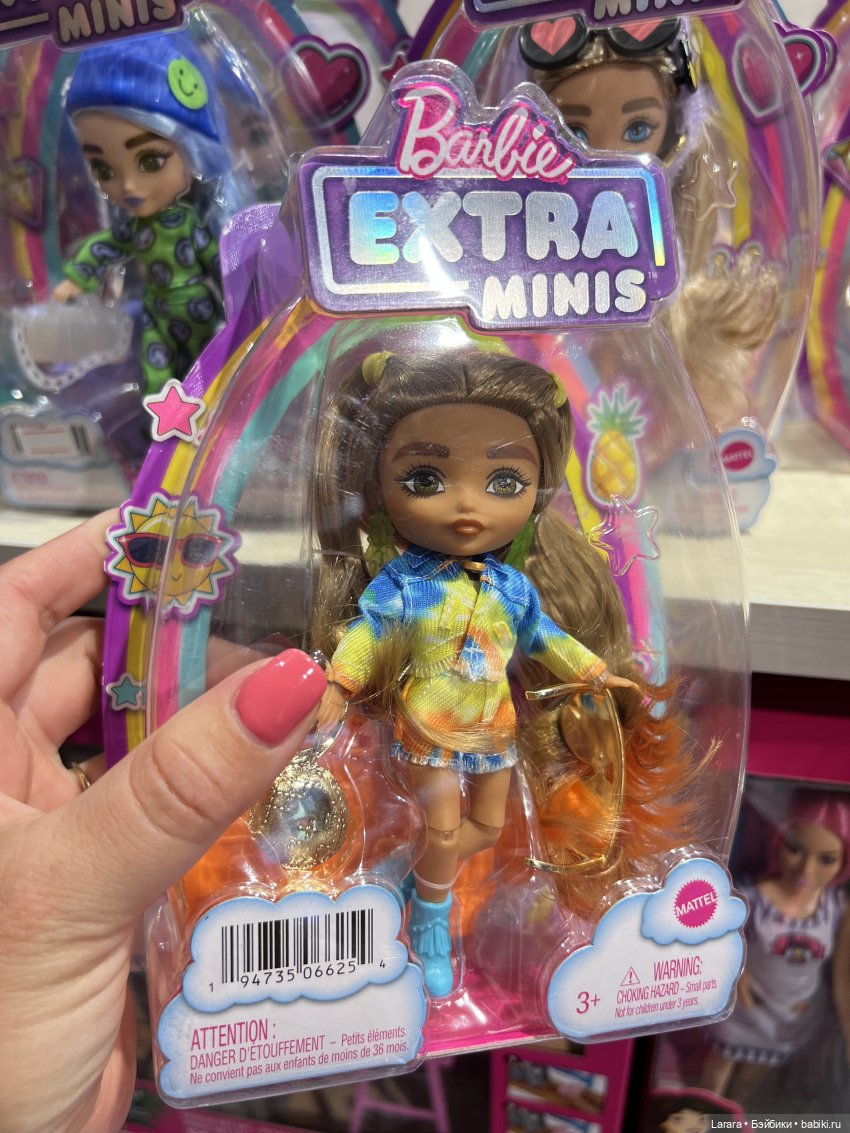 MINIS
MINIS
Barbie
EXTRA
MINIS™
MATTEL
MATTEL
1 94735 06625 4
ATTENTION :
DANGER D'ÉTOUFFEMENT – Petits éléments.
Ne convient pas aux enfants de moins de 36 mois.
3+
WARNING:
CHOKING HAZARD – Small parts.
Not for children under 3 years.
Larara • Бэйбики • babiki.ru